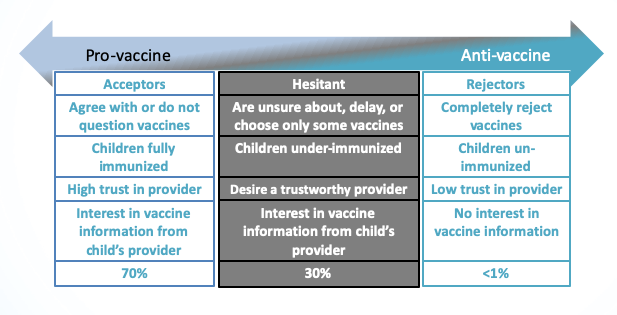 Pro-vaccine
Anti-vaccine
Acceptors
Hesitant
Rejectors
Agree with or do not
question vaccines
Are unsure about, delay, or
choose only some vaccines
Completely reject
vaccines
Children fully
immunized
Children under-immunized
Children un-
immunized
High trust in provider
Desire a trustworthy provider
Low trust in provider
Interest in vaccine
information from
child's provider
Interest in vaccine
information from child's
provider
No interest in
vaccine information
70%
30%
<1%